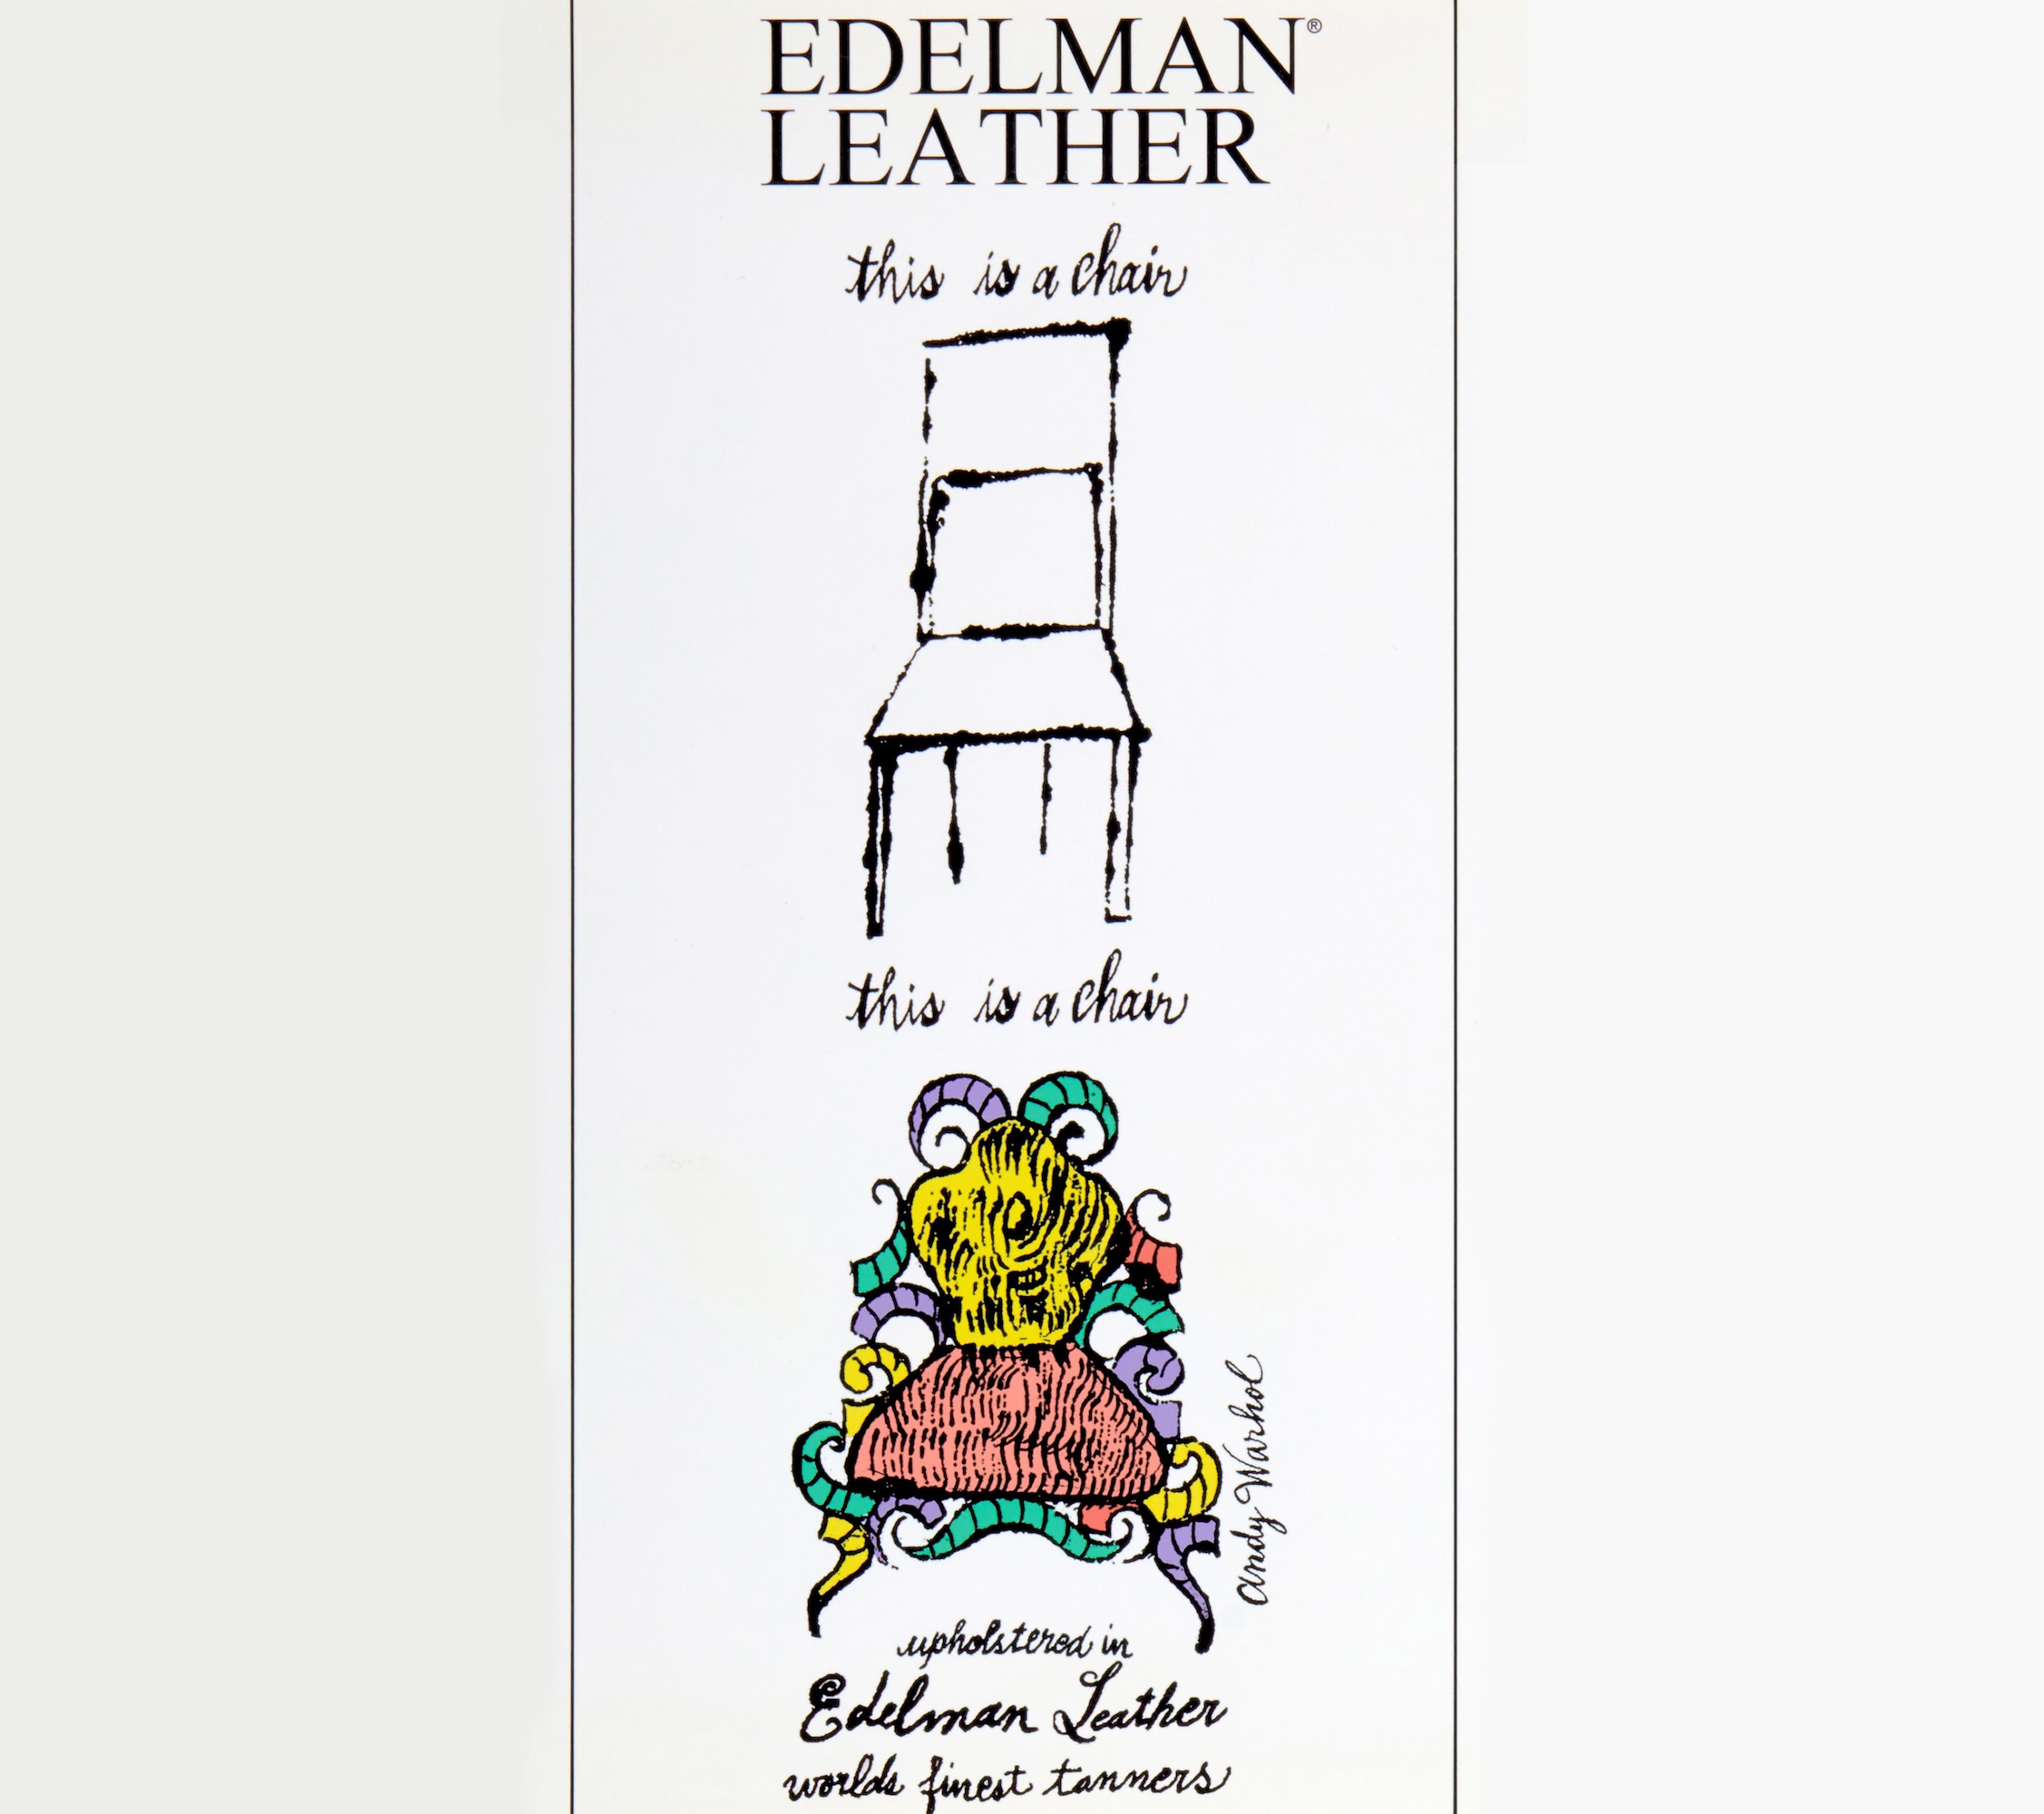 EDELMAN®
LEATHER
this is a chair
this is a chair
andy Warhol
upholstered in
Edelman Leather
worlds finest tanners